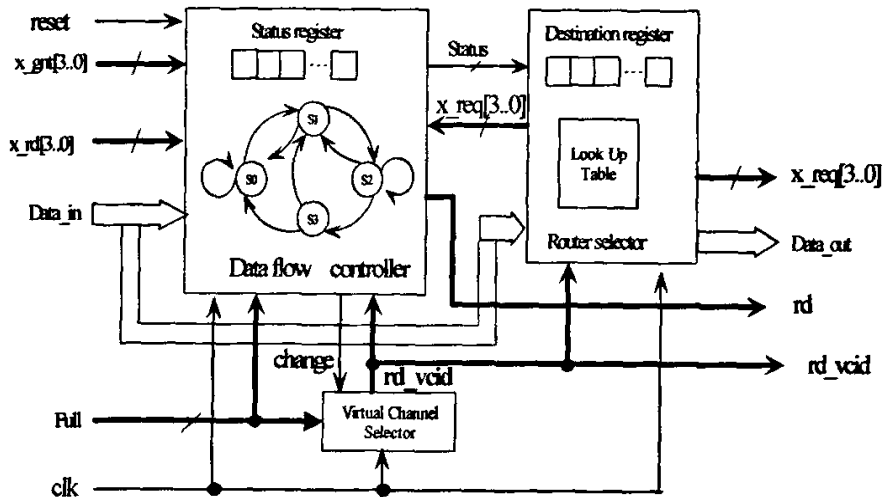 reset
x_gnt[3..0]
x_rd[3..0]
Data_in
Status register
S1
S0
S2
S3
Data flow controller
Status
x_req[3..0]
Destination register
Look Up
Table
Router selector
x_req[3..0]
Data_out
rd
change
rd_vcid
rd_vcid
Full
Virtual Channel
Selector
clk